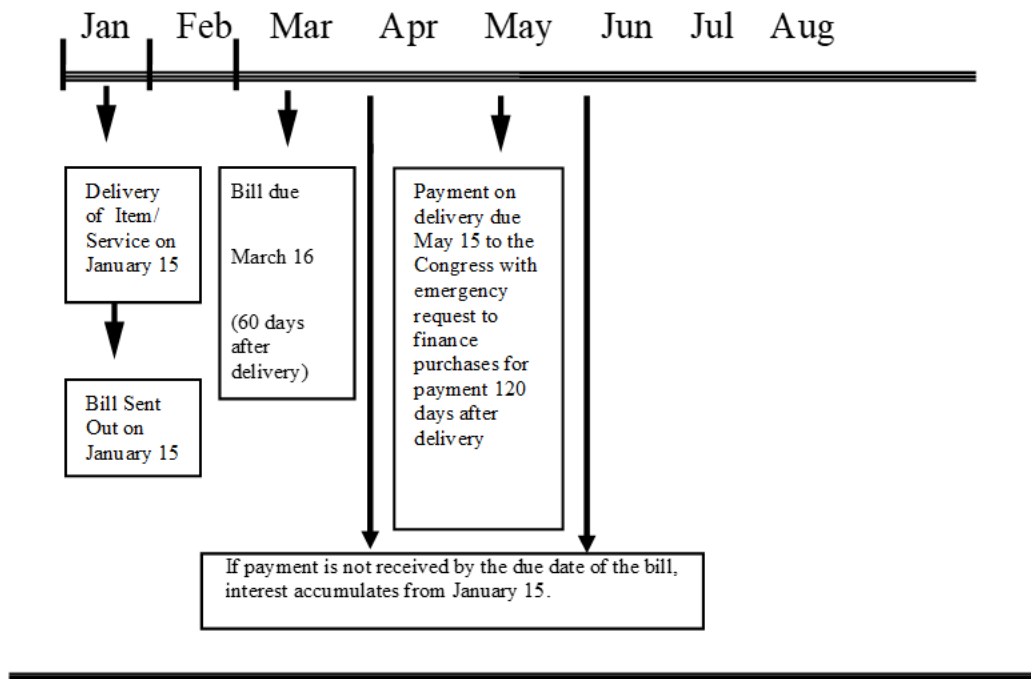 Jan Feb Mar Apr May Jun Jul Aug
Delivery
of Item/
Service on
January 15
Bill Sent
Out on
January 15
Bill due
March 16
(60 days
after
delivery)
Payment on
delivery due
May 15 to the
Congress with
emergency
request to
finance
purchases for
payment 120
days after
delivery
If payment is not received by the due date of the bill,
interest accumulates from January 15.